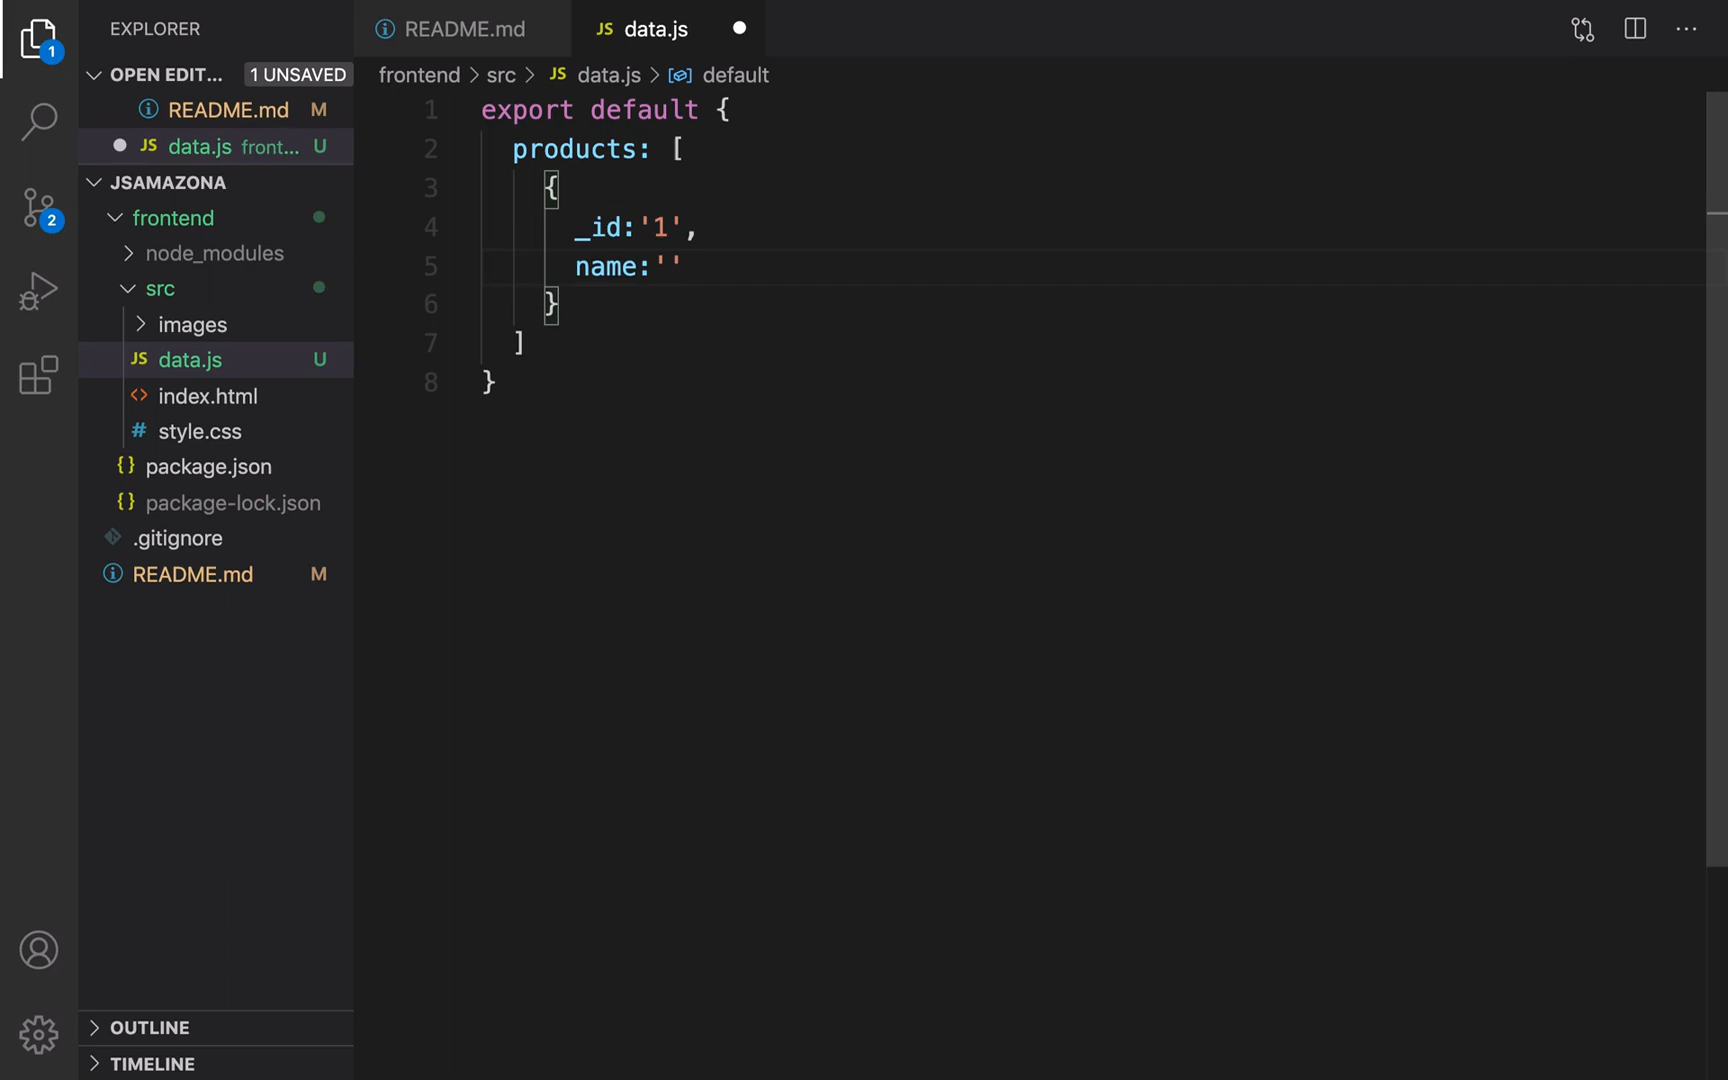 EXPLORER
README.md
JS data.js
1
OPEN EDIT... 1 UNSAVED
frontend > src > JS data.js > default
README.md M
JS data.js front... U
JSAMAZONA
frontend
2
node_modules
src
images
JS data.js U
<> index.html
# style.css
{} package.json
{} package-lock.json
.gitignore
README.md M
OUTLINE
TIMELINE
1 export default {
2 products: [
3 {
4 _id:'1',
5 name:''
6 }
7 ]
8 }